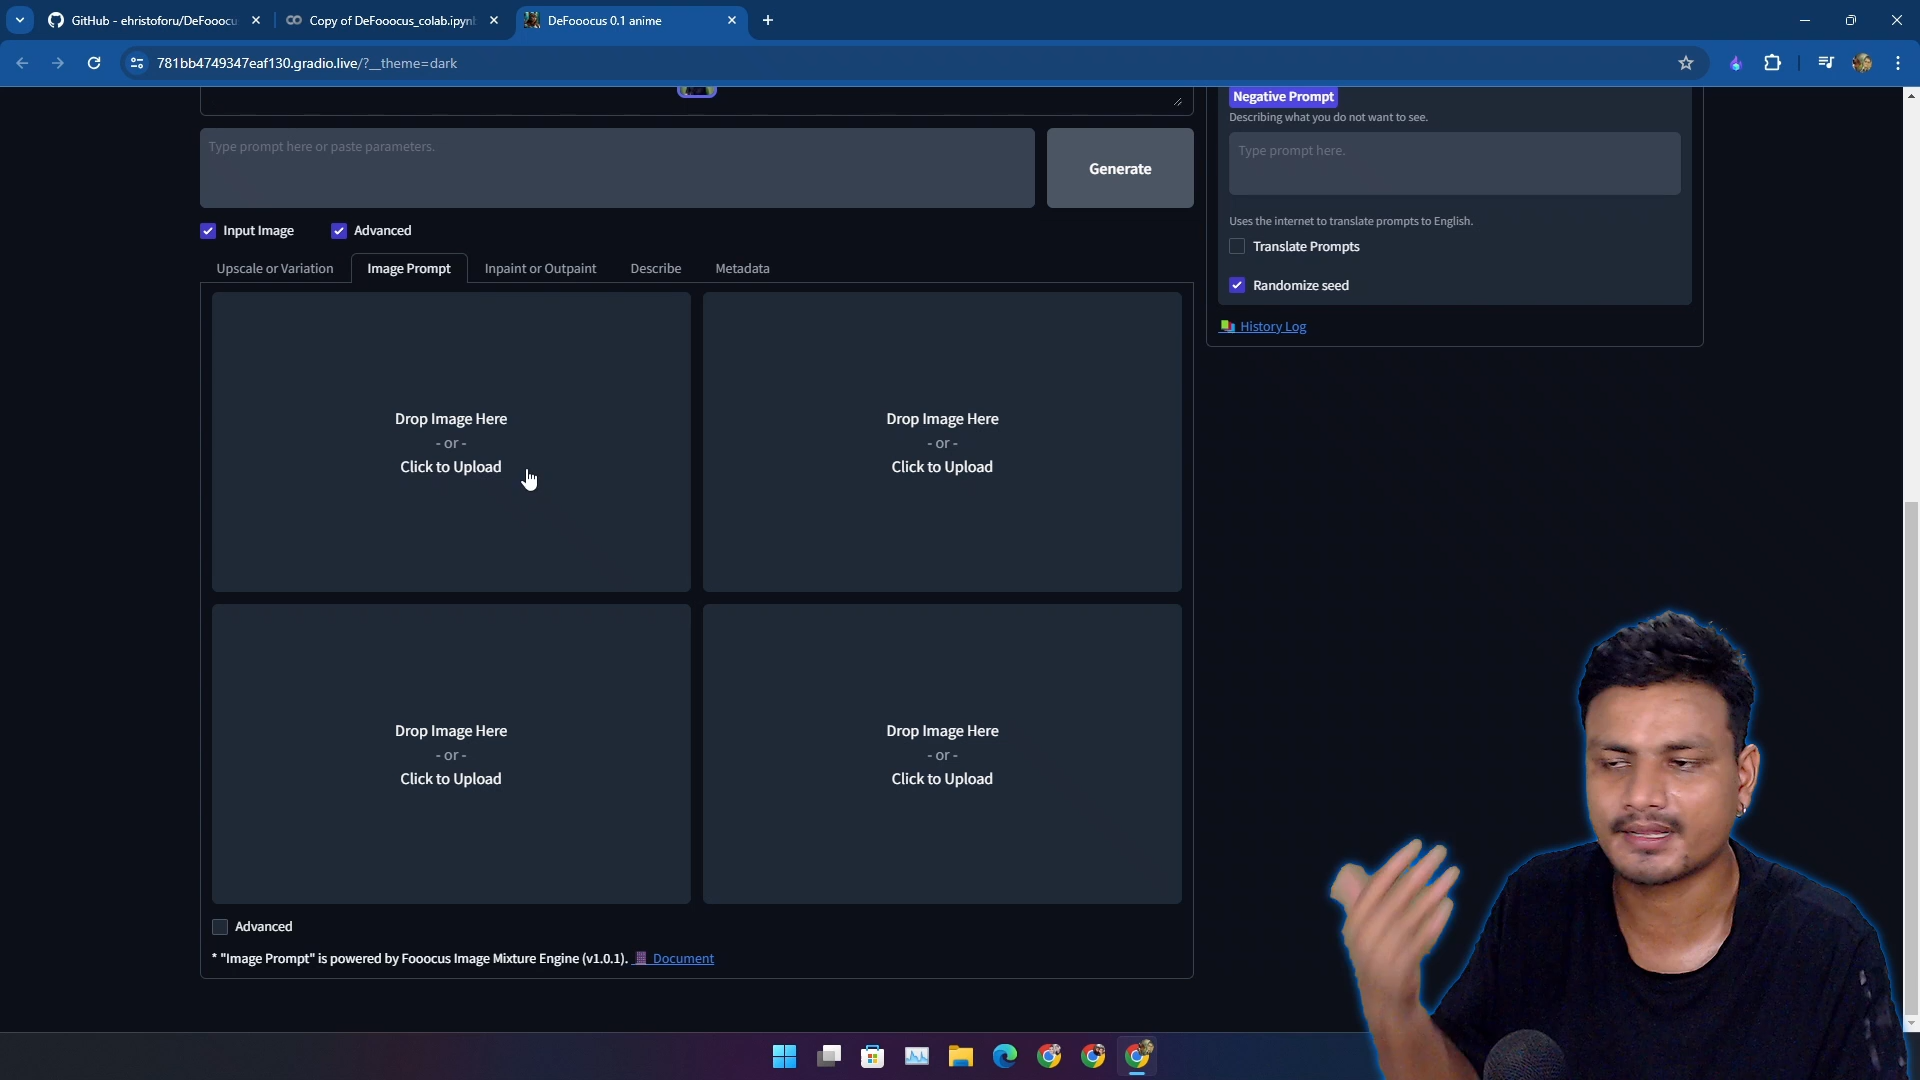 GitHub - ehristoforu/DeFooocu
Copy of DeFooocus_colab.ipynb
DeFooocus 0.1 anime
781bb4749347eaf130.gradio.live/?__theme=dark
Negative Prompt
Describing what you do not want to see.
Type prompt here or paste parameters.
Generate
Type prompt here.
Uses the internet to translate prompts to English.
Input Image
Advanced
Translate Prompts
Upscale or Variation
Image Prompt
Inpaint or Outpaint
Describe
Metadata
Randomize seed
History Log
Drop Image Here
- or -
Click to Upload
Drop Image Here
- or -
Click to Upload
Drop Image Here
- or -
Click to Upload
Drop Image Here
- or -
Click to Upload
Advanced
* "Image Prompt" is powered by Fooocus Image Mixture Engine (v1.0.1). Document